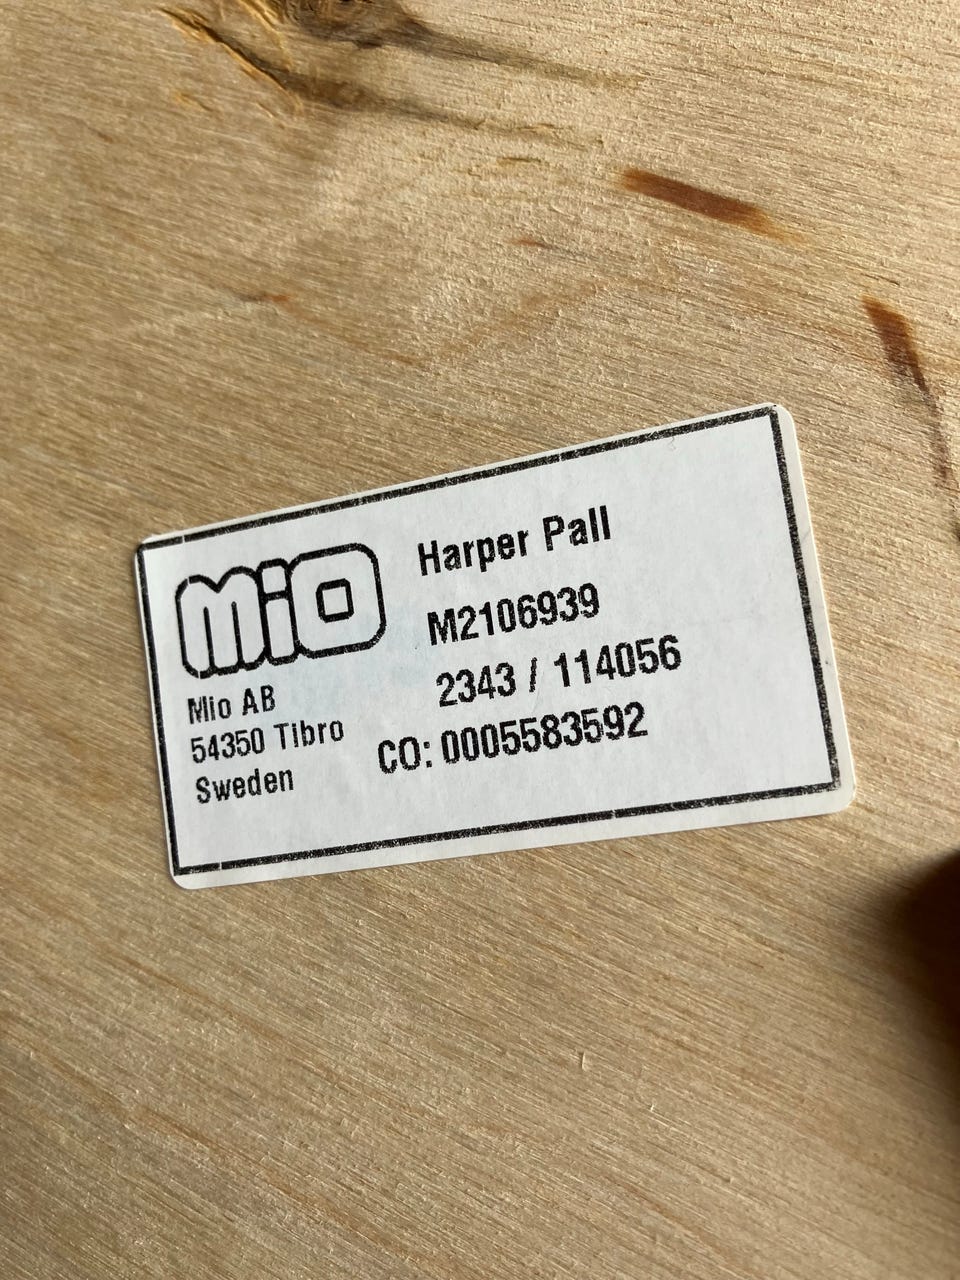 mio
Mio AB
54350 Tibro
Sweden
Harper Pall
M2106939
2343 / 114056
CO: 0005583592